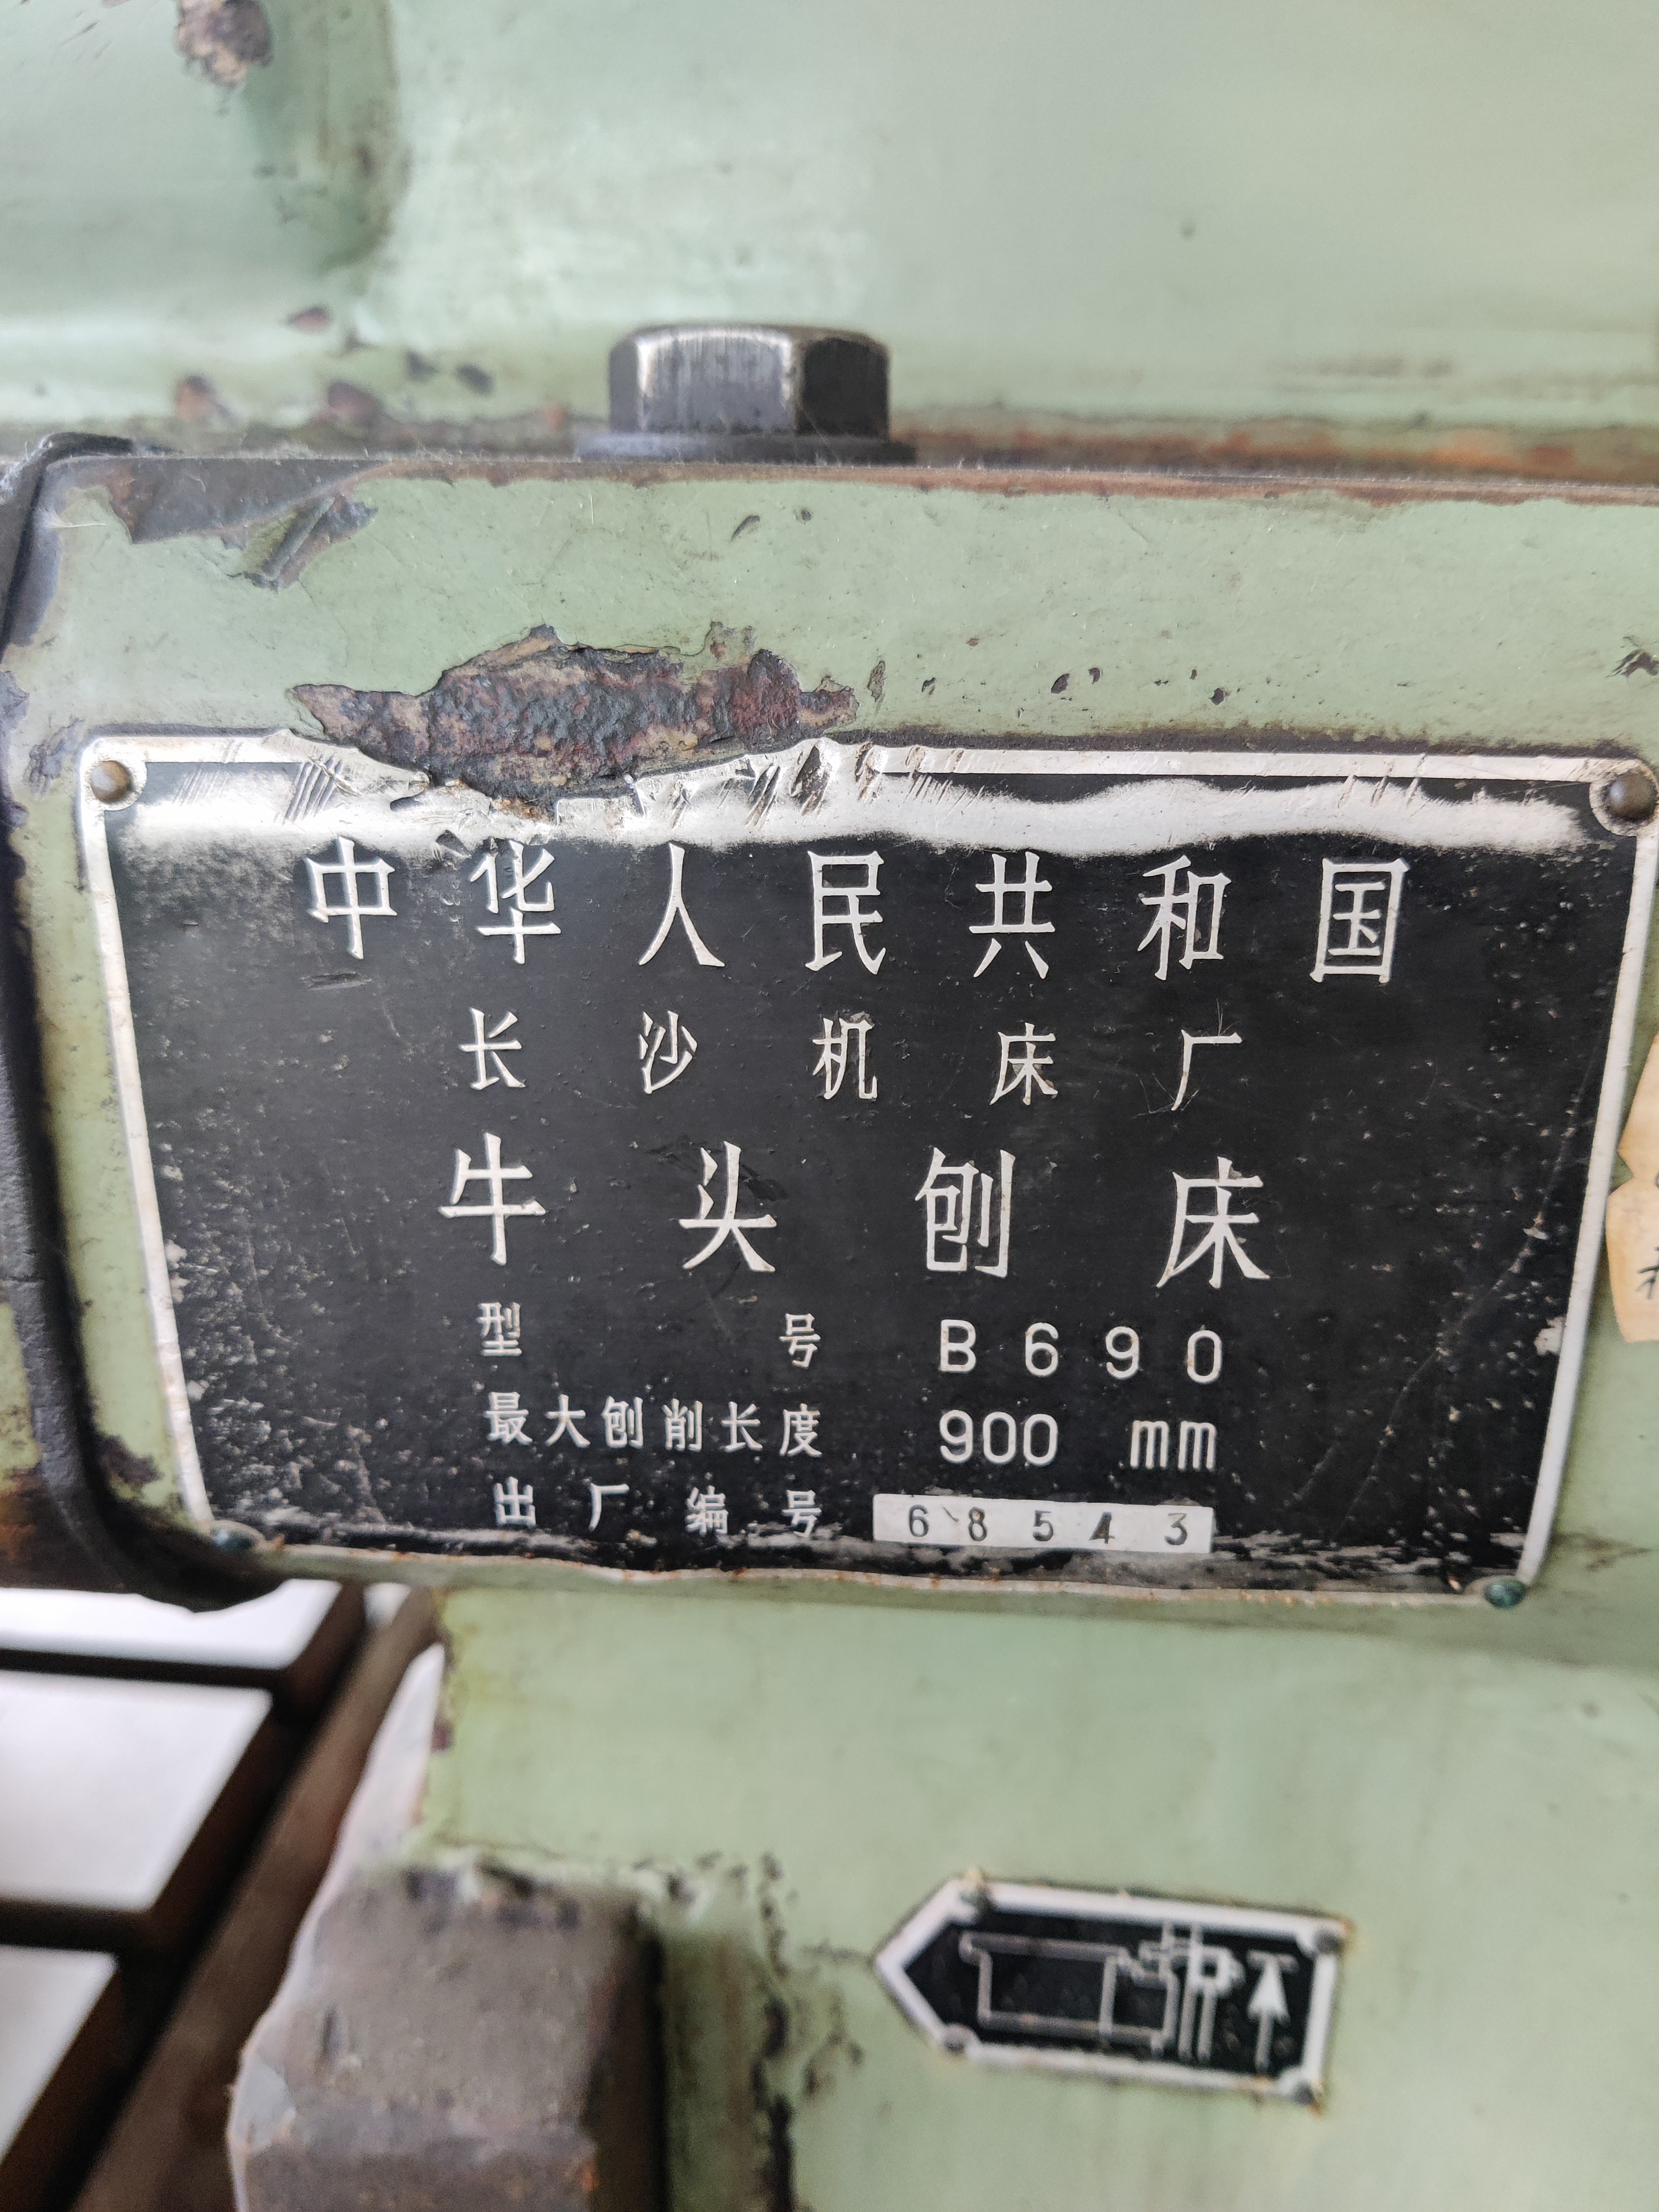 中华人民共和国
长沙机床厂
牛头刨床
型号 B690
最大刨削长度 900 mm
出厂编号 68543